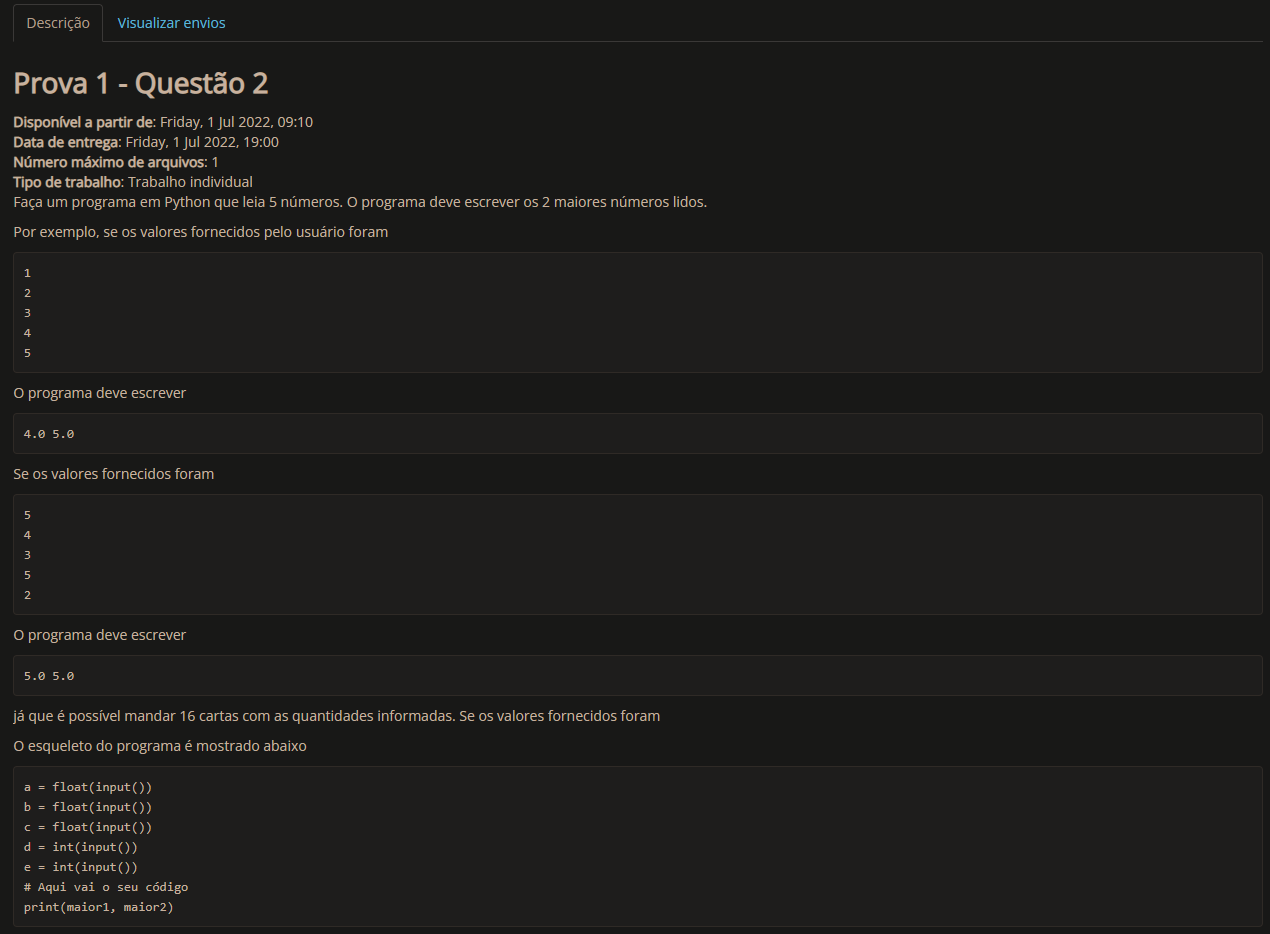 Descrição
Visualizar envios
Prova 1 - Questão 2
Disponível a partir de: Friday, 1 Jul 2022, 09:10
Data de entrega: Friday, 1 Jul 2022, 19:00
Número máximo de arquivos: 1
Tipo de trabalho: Trabalho individual
Faça um programa em Python que leia 5 números. O programa deve escrever os 2 maiores números lidos.
Por exemplo, se os valores fornecidos pelo usuário foram
1
2
3
4
5
O programa deve escrever
4.0 5.0
Se os valores fornecidos foram
5
4
3
5
2
O programa deve escrever
5.0 5.0
já que é possível mandar 16 cartas com as quantidades informadas. Se os valores fornecidos foram
O esqueleto do programa é mostrado abaixo
a = float(input())
b = float(input())
c = float(input())
d = int(input())
e = int(input())
# Aqui vai o seu código
print(maior1, maior2)